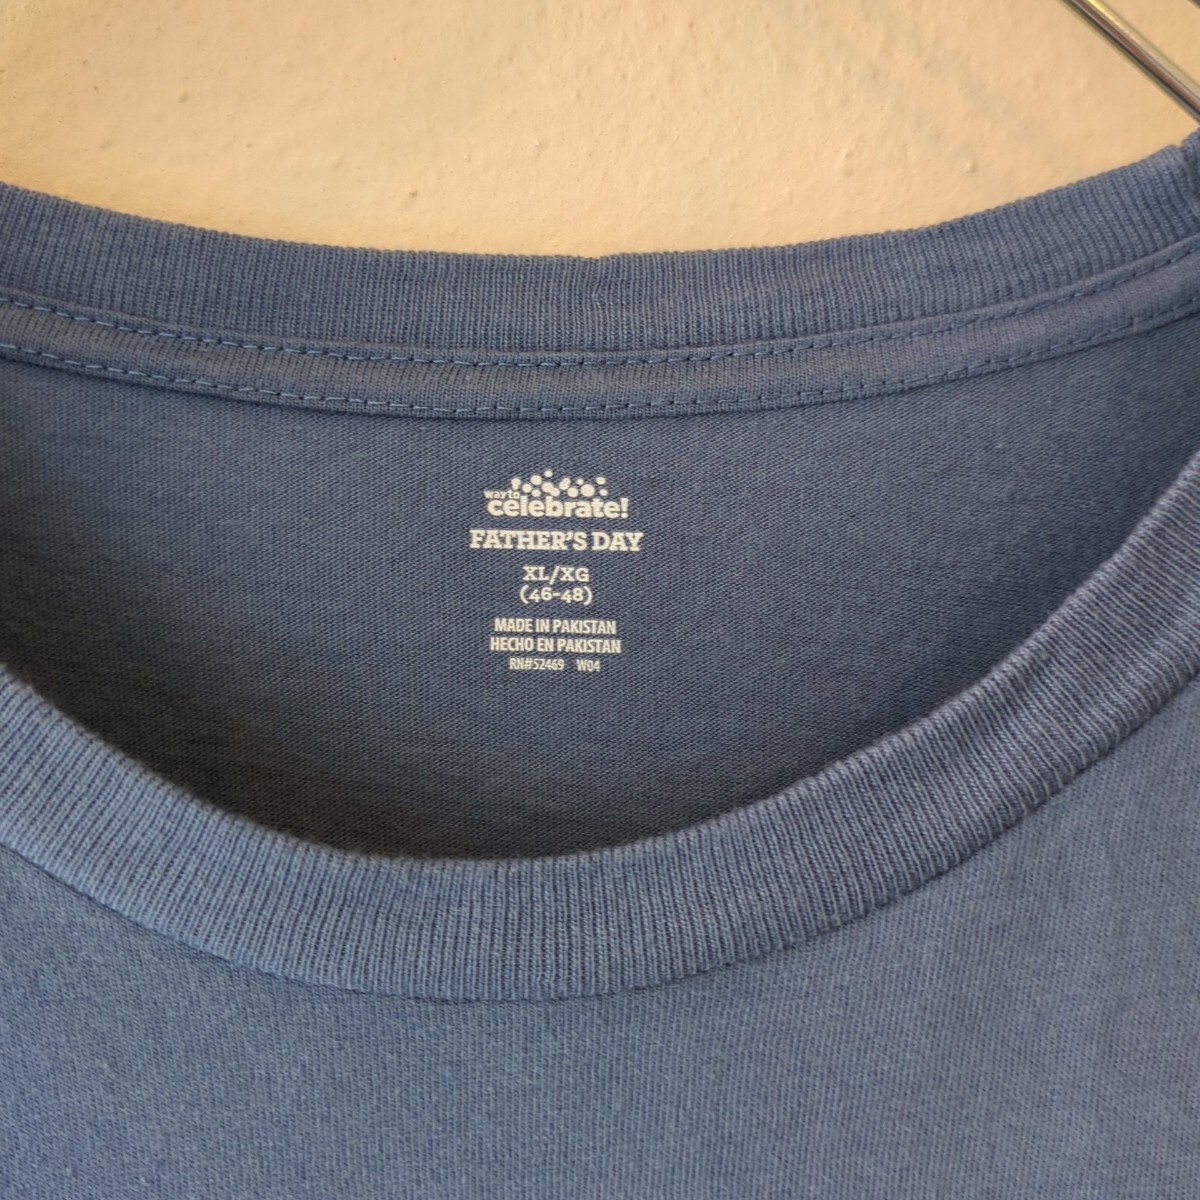 way to
celebrate!
FATHER'S DAY
XL/XG
(46-48)
MADE IN PAKISTAN
HECHO EN PAKISTAN
RN#52469 W04